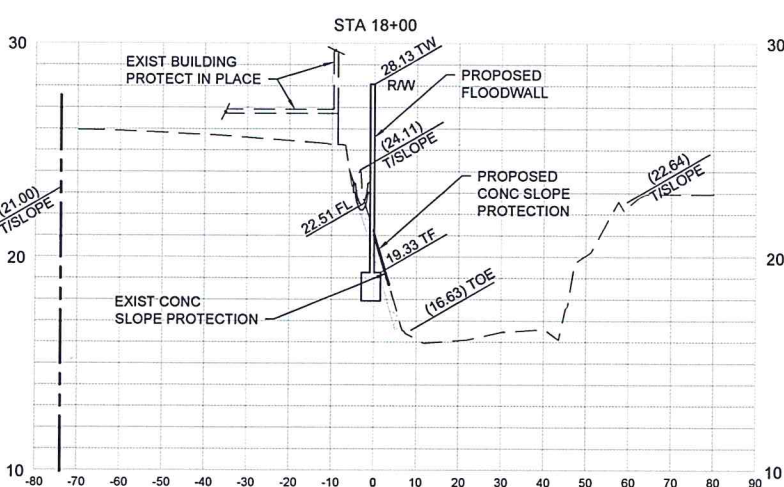 STA 18+00
30
30
EXIST BUILDING
PROTECT IN PLACE
28.13 TW
R/W
PROPOSED
FLOODWALL
(24.11)
T/SLOPE
PROPOSED
CONC SLOPE
PROTECTION
(22.64)
T/SLOPE
(21.00)
T/SLOPE
22.51 FL
20
20
19.33 TF
EXIST CONC
SLOPE PROTECTION
(16.63) TOE
10
10
-80 -70 -60 -50 -40 -30 -20 -10 0 10 20 30 40 50 60 70 80 90